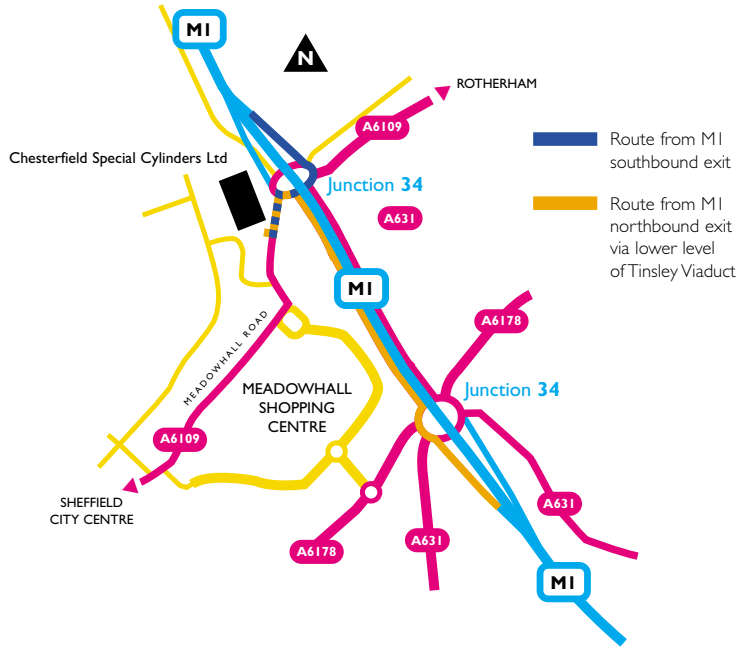 M1
N
ROTHERHAM
A6109
Chesterfield Special Cylinders Ltd
Junction 34
A631
Route from M1
southbound exit
Route from M1
northbound exit
via lower level
of Tinsley Viaduct
M1
A6178
MEADOWHALL ROAD
MEADOWHALL
SHOPPING
CENTRE
Junction 34
A6109
SHEFFIELD
CITY CENTRE
A631
A6178
A631
M1